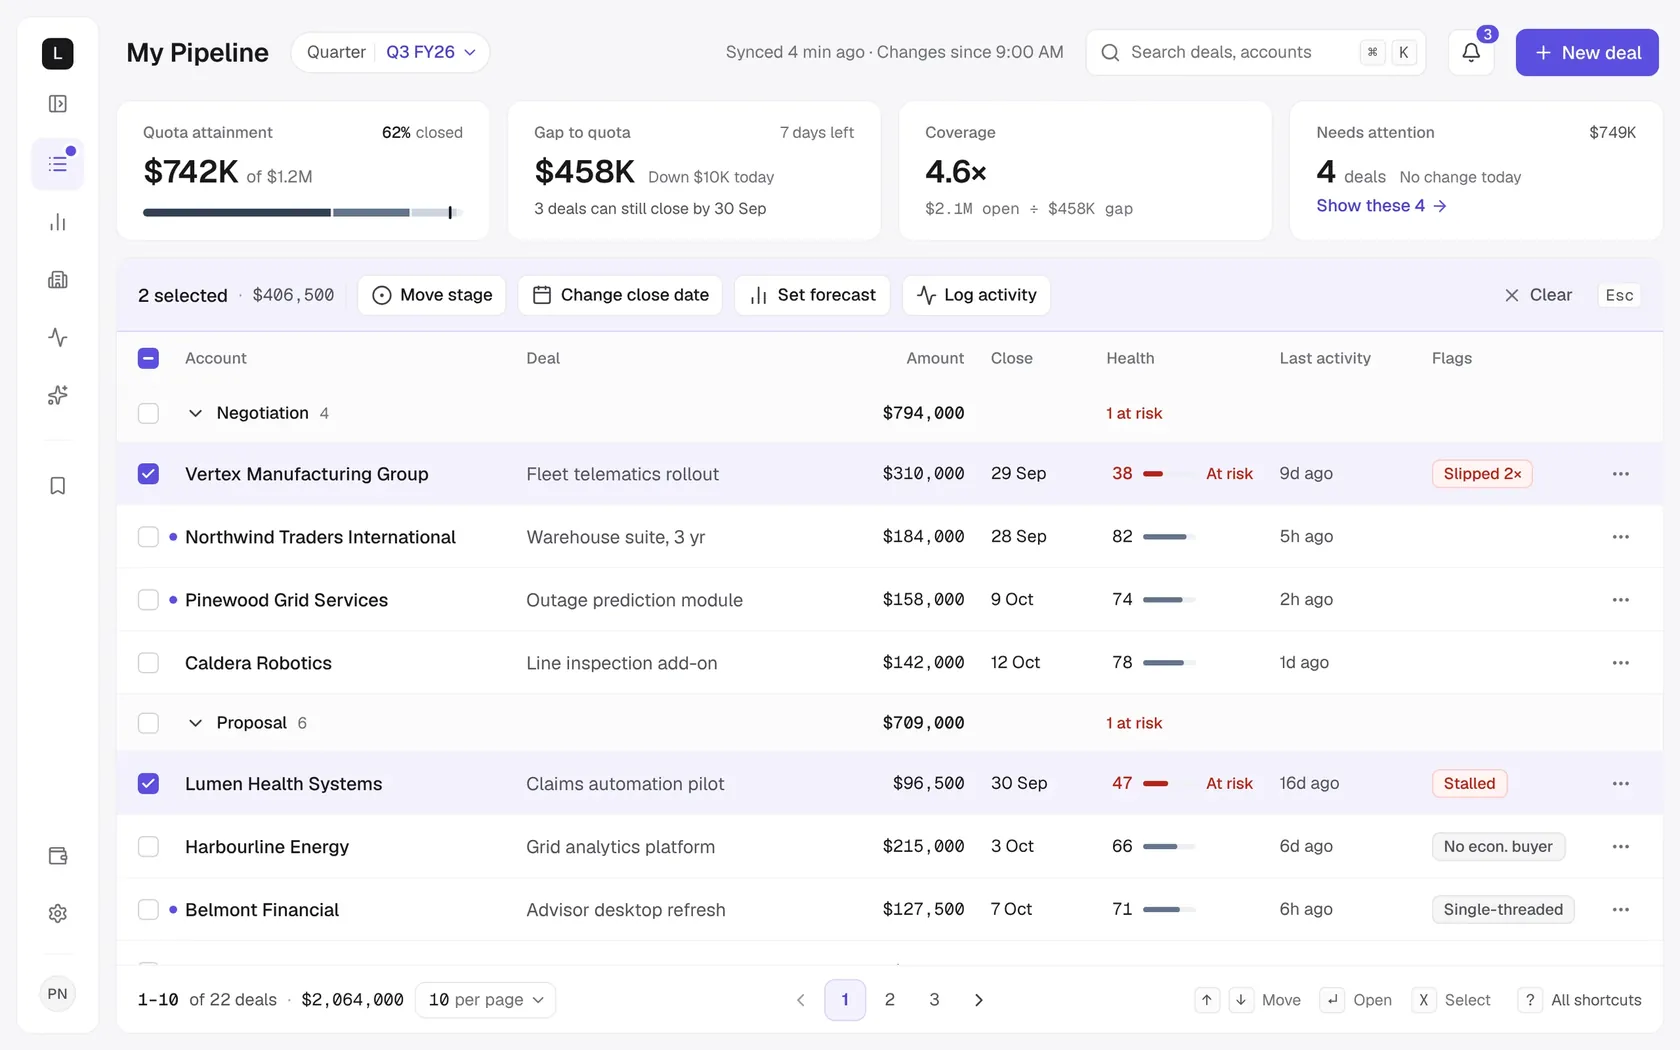 L
My Pipeline
Quarter Q3 FY26
Synced 4 min ago · Changes since 9:00 AM
Search deals, accounts ⌘ K
3
+ New deal
Quota attainment 62% closed
$742K of $1.2M
Gap to quota 7 days left
$458K Down $10K today
3 deals can still close by 30 Sep
Coverage
4.6×
$2.1M open ÷ $458K gap
Needs attention $749K
4 deals No change today
Show these 4 →
2 selected · $406,500 Move stage Change close date Set forecast Log activity Clear Esc
Account Deal Amount Close Health Last activity Flags
Negotiation 4 $794,000 1 at risk
Vertex Manufacturing Group Fleet telematics rollout $310,000 29 Sep 38 At risk 9d ago Slipped 2×
Northwind Traders International Warehouse suite, 3 yr $184,000 28 Sep 82 5h ago
Pinewood Grid Services Outage prediction module $158,000 9 Oct 74 2h ago
Caldera Robotics Line inspection add-on $142,000 12 Oct 78 1d ago
Proposal 6 $709,000 1 at risk
Lumen Health Systems Claims automation pilot $96,500 30 Sep 47 At risk 16d ago Stalled
Harbourline Energy Grid analytics platform $215,000 3 Oct 66 6d ago No econ. buyer
Belmont Financial Advisor desktop refresh $127,500 7 Oct 71 6h ago Single-threaded
PN
1–10 of 22 deals · $2,064,000 10 per page 1 2 3 ↑ ↓ Move ↵ Open X Select ? All shortcuts